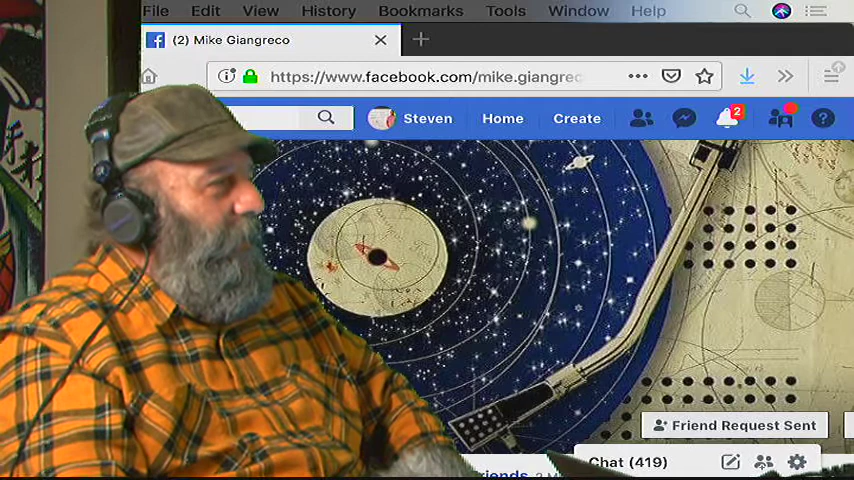 File Edit View History Bookmarks Tools Window Help
(2) Mike Giangreco
https://www.facebook.com/mike.giangrec
Steven Home Create 2
Friend Request Sent
riends
Chat (419)